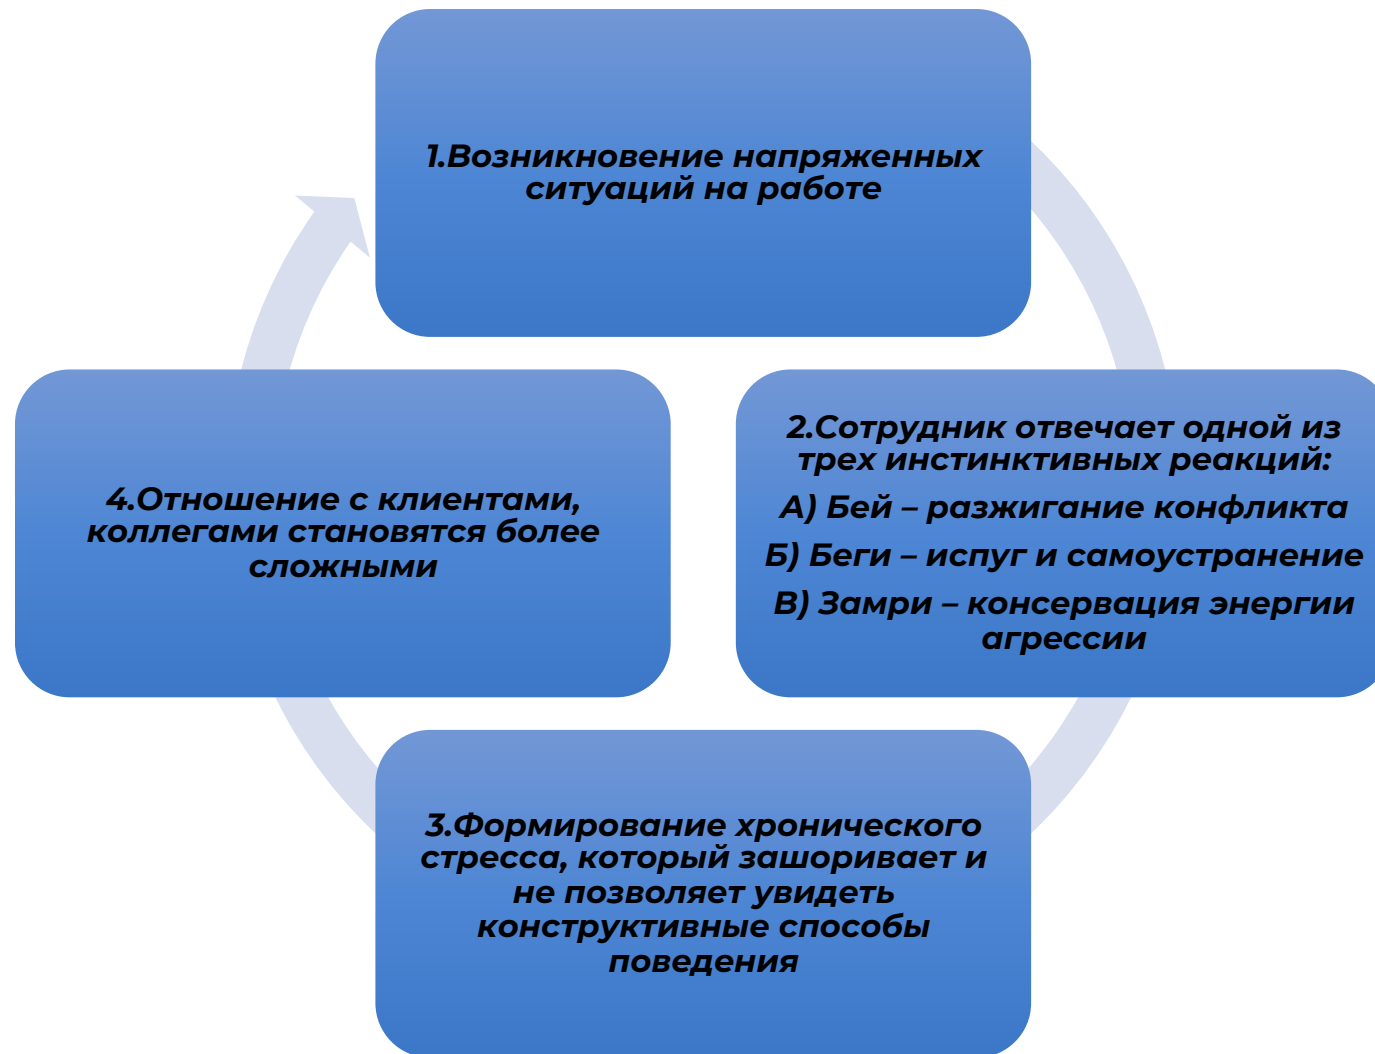 1.Возникновение напряженных
ситуаций на работе
2.Сотрудник отвечает одной из
трех инстинктивных реакций:
А) Бей – разжигание конфликта
Б) Беги – испуг и самоустранение
В) Замри – консервация энергии
агрессии
3.Формирование хронического
стресса, который зашоривает и
не позволяет увидеть
конструктивные способы
поведения
4.Отношение с клиентами,
коллегами становятся более
сложными